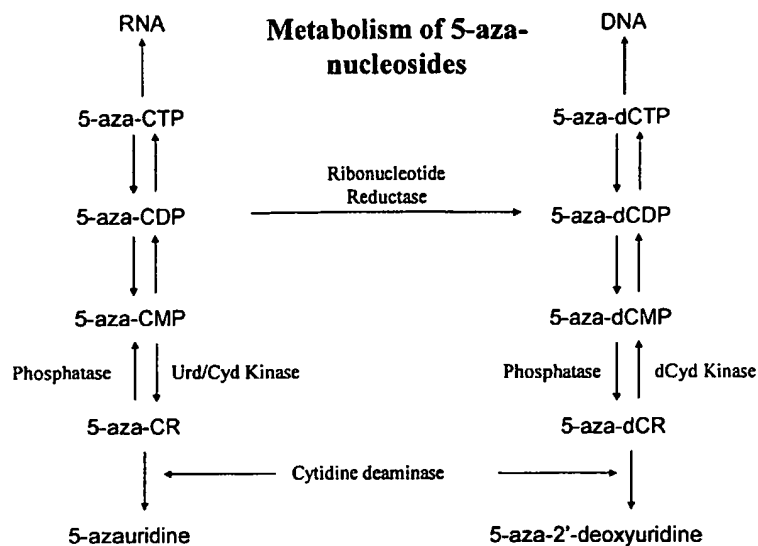 RNA
Metabolism of 5-aza-
nucleosides
DNA
5-aza-CTP
5-aza-dCTP
Ribonucleotide
Reductase
5-aza-CDP
5-aza-dCDP
5-aza-CMP
5-aza-dCMP
Phosphatase
Urd/Cyd Kinase
Phosphatase
dCyd Kinase
5-aza-CR
5-aza-dCR
Cytidine deaminase
5-azauridine
5-aza-2'-deoxyuridine